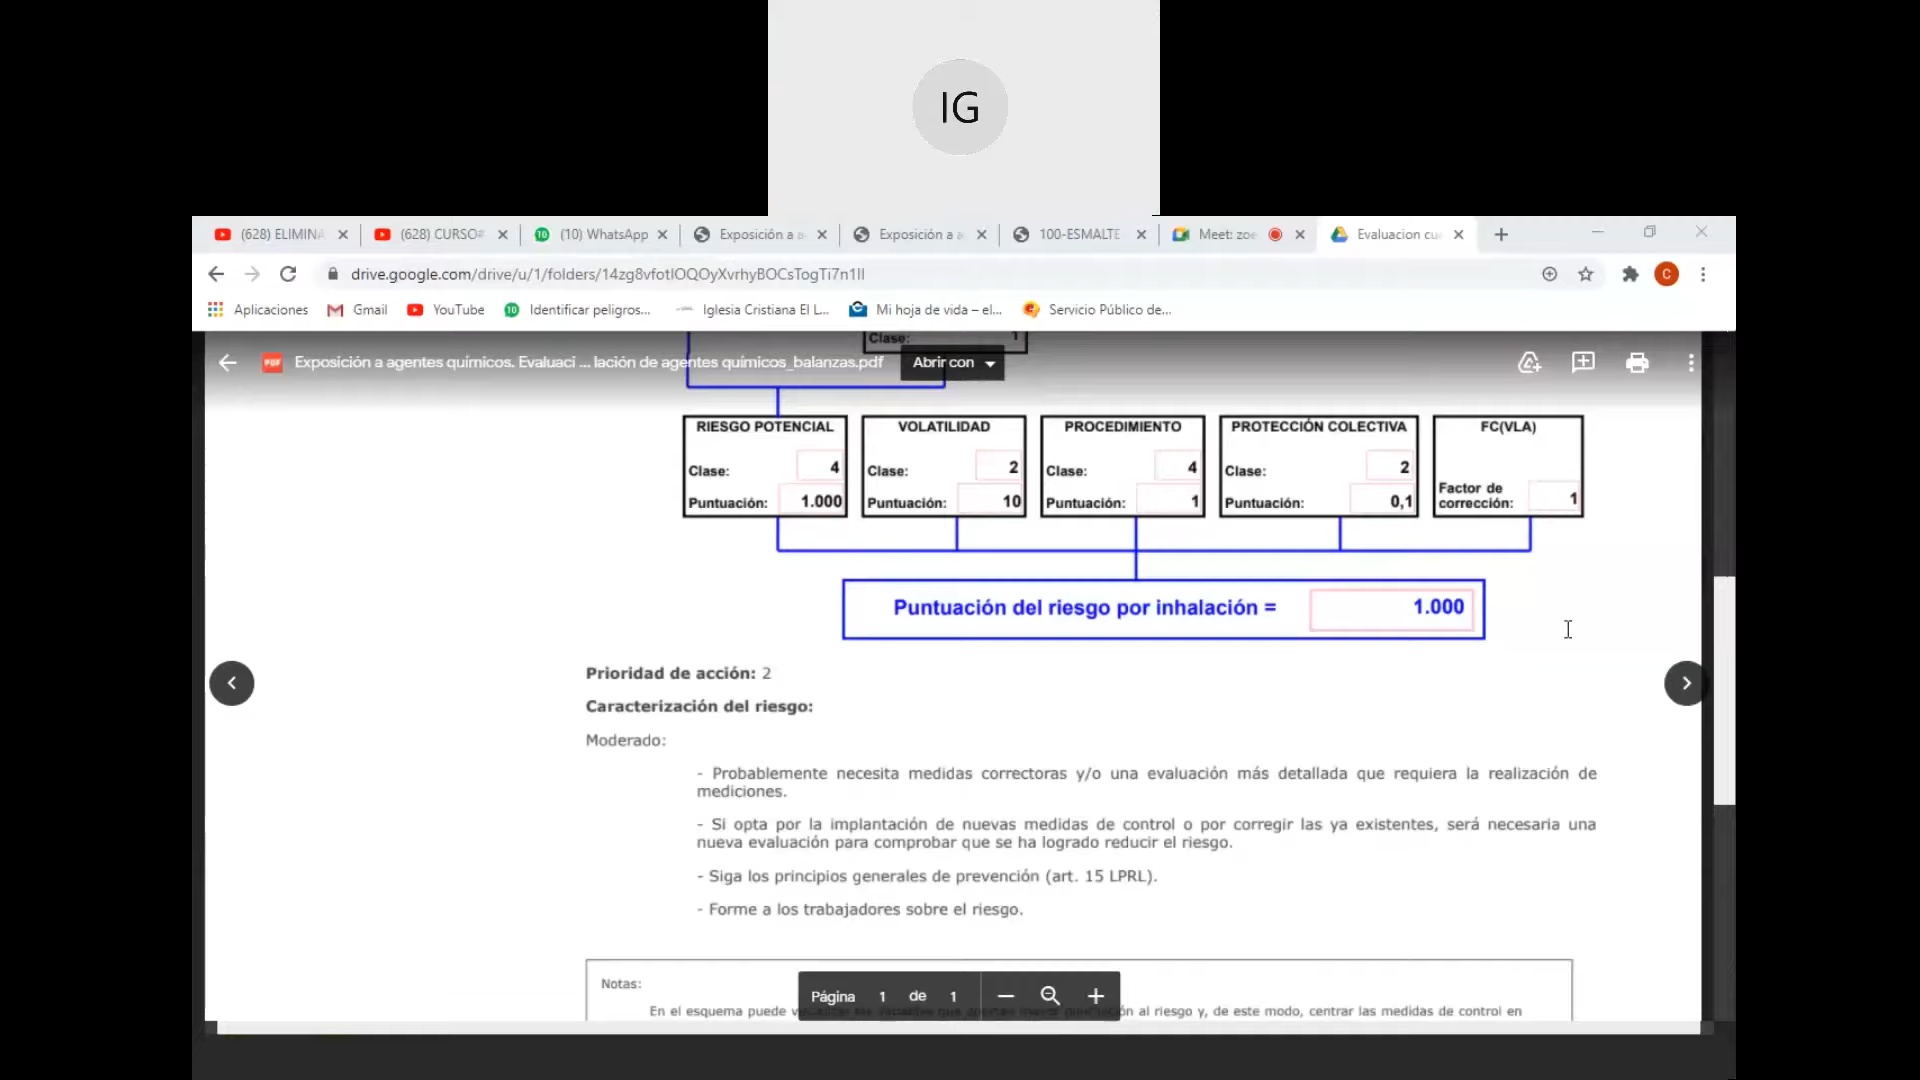 IG
(628) ELIMINA
(628) CURSO
(10) WhatsApp
Exposición a a
Exposición a a
100-ESMALTE
Meet: zoe
Evaluacion cu
drive.google.com/drive/u/1/folders/14zg8vfotIOQOyXvrhyBOCsTogTi7n1Il
C
Aplicaciones
Gmail
YouTube
Identificar peligros...
Iglesia Cristiana El L...
Mi hoja de vida – el...
Servicio Público de...
Clase: 1
PDF
Exposición a agentes químicos. Evaluaci ... lación de agentes químicos_balanzas.pdf
Abrir con
RIESGO POTENCIAL
Clase: 4
Puntuación: 1.000
VOLATILIDAD
Clase: 2
Puntuación: 10
PROCEDIMIENTO
Clase: 4
Puntuación: 1
PROTECCIÓN COLECTIVA
Clase: 2
Puntuación: 0,1
FC(VLA)
Factor de
corrección: 1
Puntuación del riesgo por inhalación = 1.000
Prioridad de acción: 2
Caracterización del riesgo:
Moderado:
- Probablemente necesita medidas correctoras y/o una evaluación más detallada que requiera la realización de
mediciones.
- Si opta por la implantación de nuevas medidas de control o por corregir las ya existentes, será necesaria una
nueva evaluación para comprobar que se ha logrado reducir el riesgo.
- Siga los principios generales de prevención (art. 15 LPRL).
- Forme a los trabajadores sobre el riesgo.
Notas:
Página 1 de 1
En el esquema puede al riesgo y, de este modo, centrar las medidas de control en